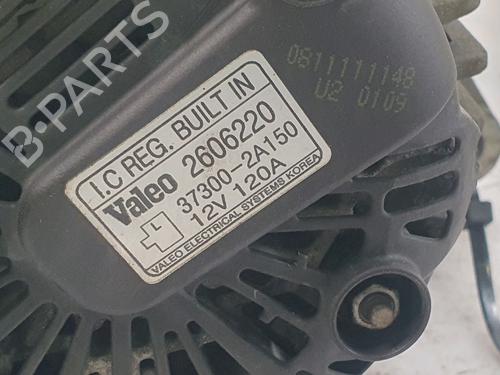 B-PARTS
I.C REG. BUILT IN
Valeo 2606220
37300-2A150
12V 120A
VALEO ELECTRICAL SYSTEMS KOREA
0811111148
U2 0109